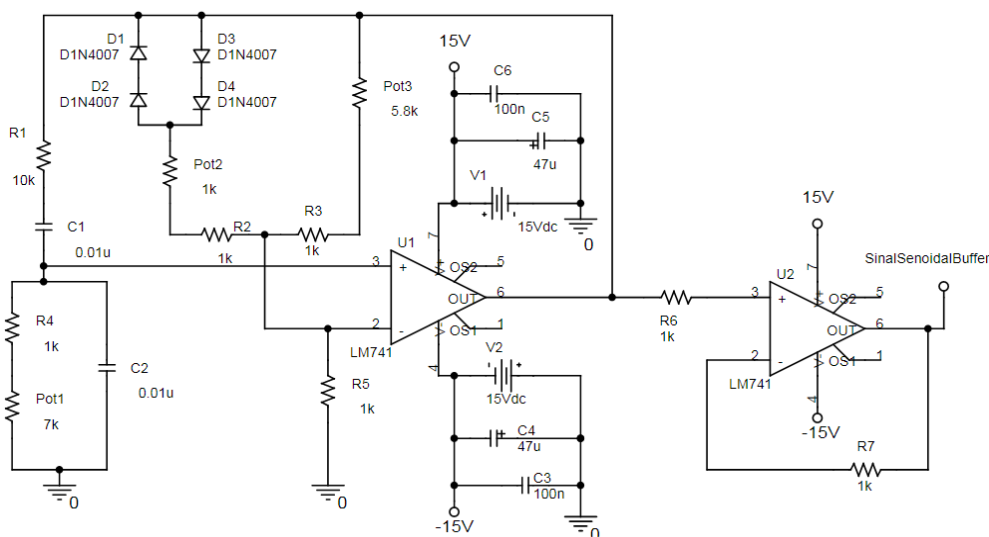 D1
D1N4007
D2
D1N4007
D3
D1N4007
D4
D1N4007
Pot3
5.8k
R1
10k
C1
0.01u
Pot2
1k
R2
1k
R3
1k
R4
1k
Pot1
7k
0
C2
0.01u
R5
1k
0
15V
C6
100n
C5
47u
V1
15Vdc
0
U1
3
+
2
-
LM741
7
V+
OS2
5
OUT
6
OS1
1
V-
4
V2
15Vdc
C4
47u
C3
100n
-15V
0
R6
1k
15V
U2
3
+
2
-
LM741
7
V+
OS2
5
OUT
6
OS1
1
V-
4
-15V
R7
1k
SinalSenoidalBuffer